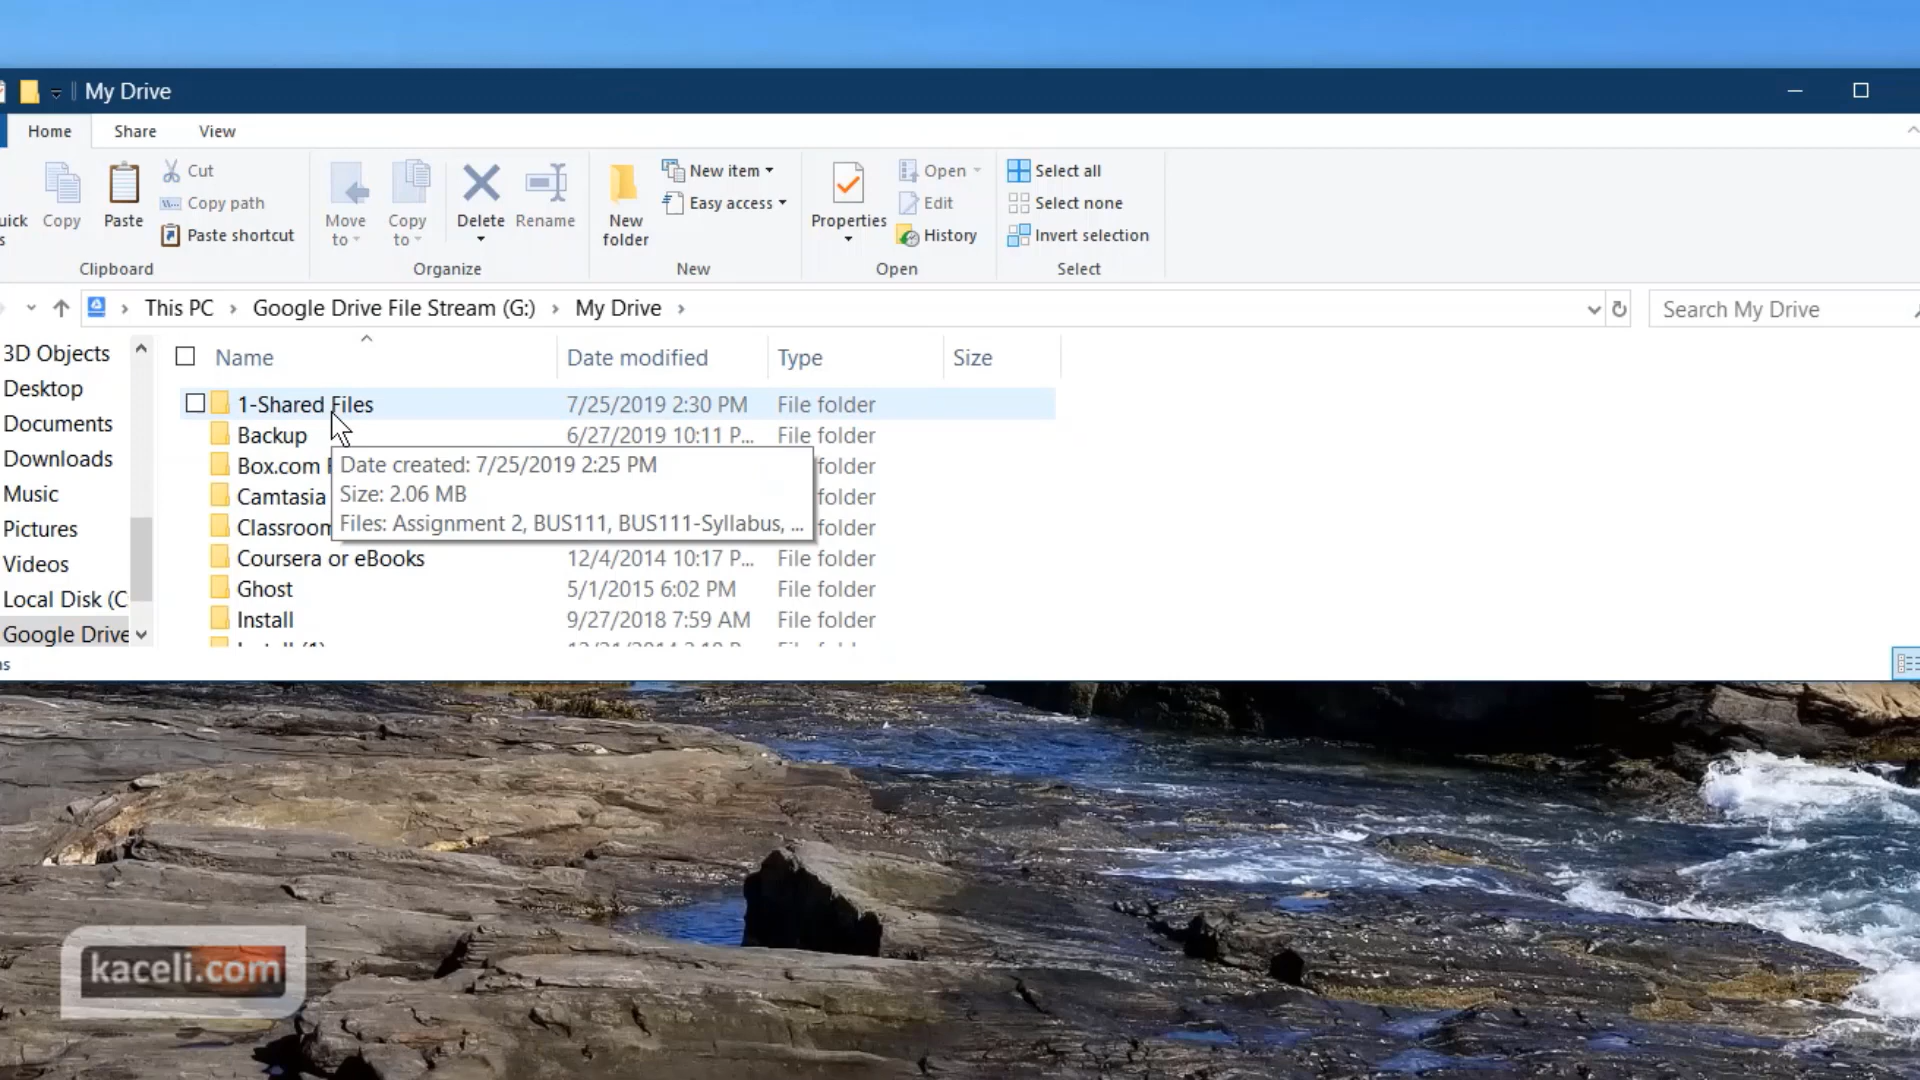 My Drive
Home Share View
Copy
Paste
Cut
Copy path
Paste shortcut
Clipboard
Move to
Copy to
Delete
Rename
Organize
New folder
New item
Easy access
New
Properties
Open
Edit
History
Open
Select all
Select none
Invert selection
Select
This PC > Google Drive File Stream (G:) > My Drive >
Search My Drive
3D Objects
Desktop
Documents
Downloads
Music
Pictures
Videos
Local Disk (C
Google Drive
Name Date modified Type Size
1-Shared Files 7/25/2019 2:30 PM File folder
Backup 6/27/2019 10:11 P... File folder
Box.com folder
Camtasia folder
Classroom folder
Date created: 7/25/2019 2:25 PM
Size: 2.06 MB
Files: Assignment 2, BUS111, BUS111-Syllabus, ...
Coursera or eBooks 12/4/2014 10:17 P... File folder
Ghost 5/1/2015 6:02 PM File folder
Install 9/27/2018 7:59 AM File folder
kaceli.com